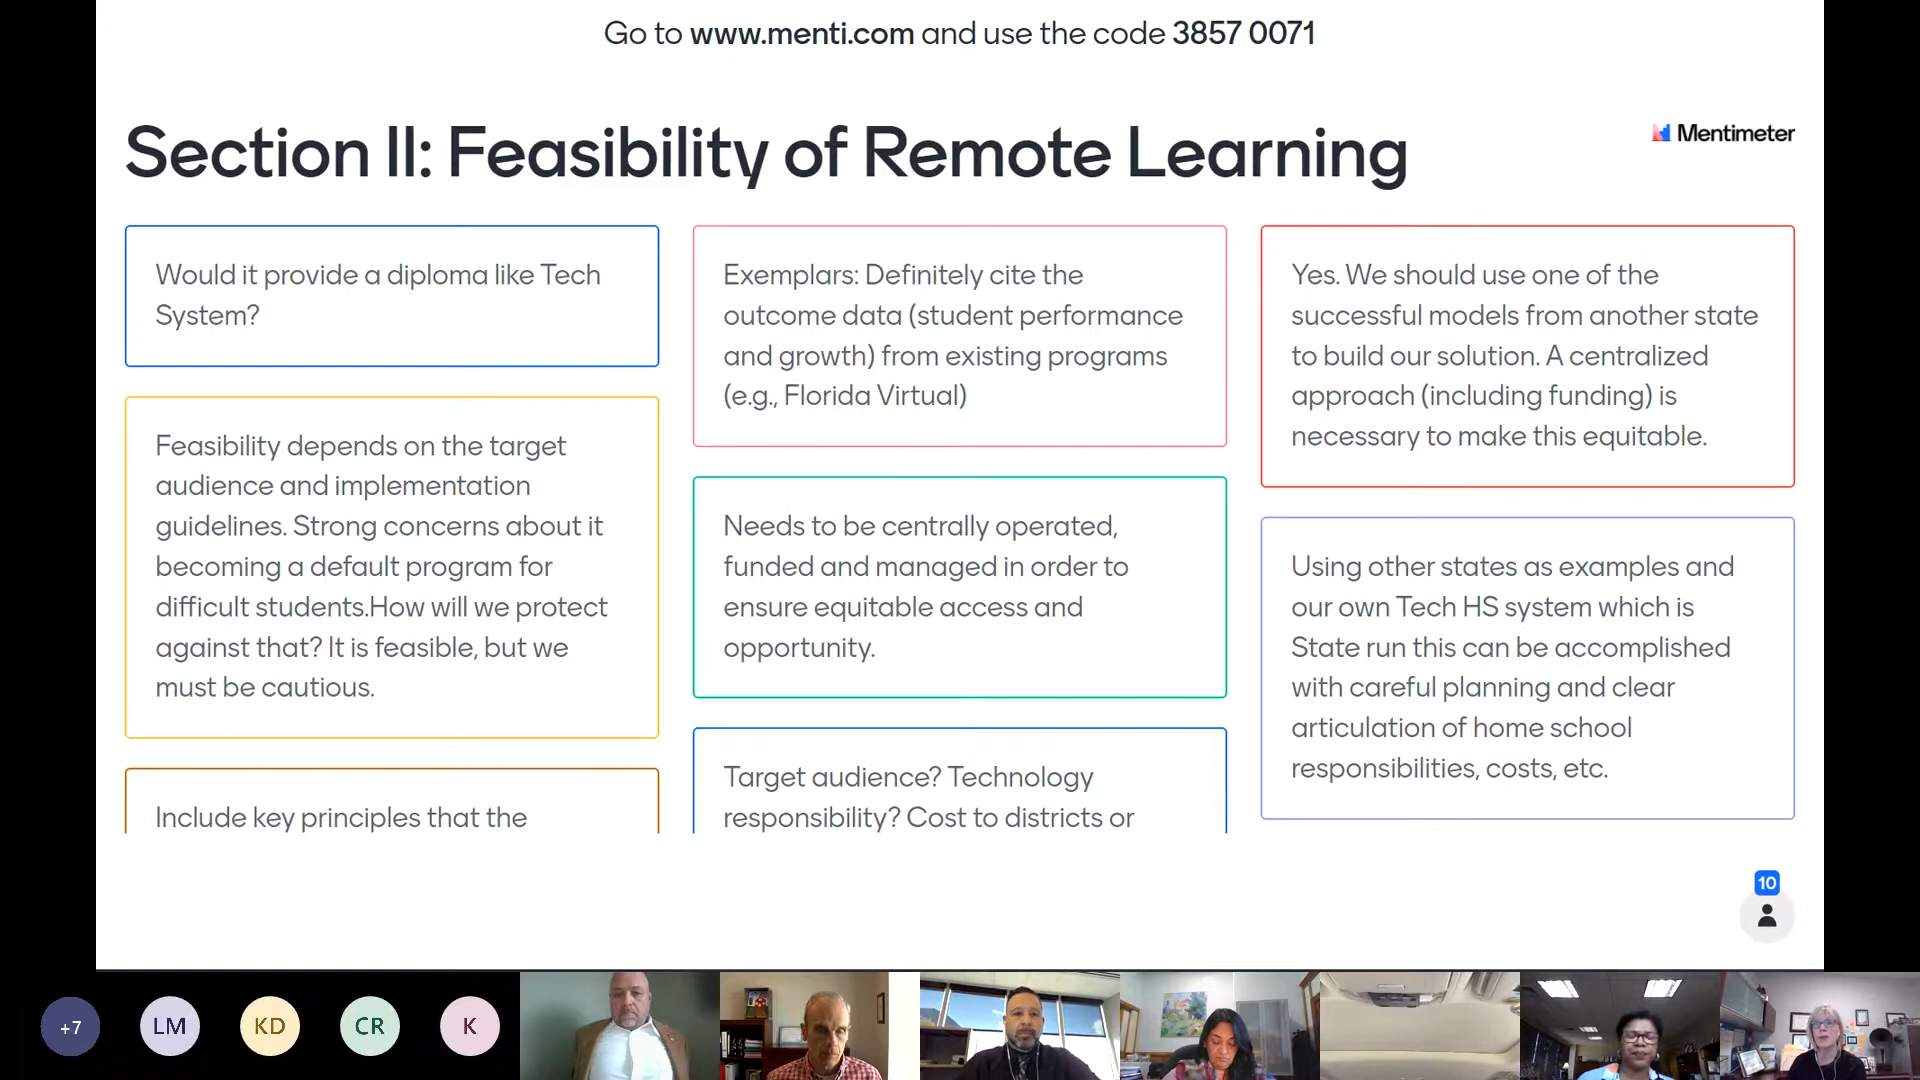 Go to www.menti.com and use the code 3857 0071
Section II: Feasibility of Remote Learning
Mentimeter
Would it provide a diploma like Tech
System?
Feasibility depends on the target
audience and implementation
guidelines. Strong concerns about it
becoming a default program for
difficult students.How will we protect
against that? It is feasible, but we
must be cautious.
Include key principles that the
Exemplars: Definitely cite the
outcome data (student performance
and growth) from existing programs
(e.g., Florida Virtual)
Needs to be centrally operated,
funded and managed in order to
ensure equitable access and
opportunity.
Target audience? Technology
responsibility? Cost to districts or
Yes. We should use one of the
successful models from another state
to build our solution. A centralized
approach (including funding) is
necessary to make this equitable.
Using other states as examples and
our own Tech HS system which is
State run this can be accomplished
with careful planning and clear
articulation of home school
responsibilities, costs, etc.
10
+7
LM
KD
CR
K